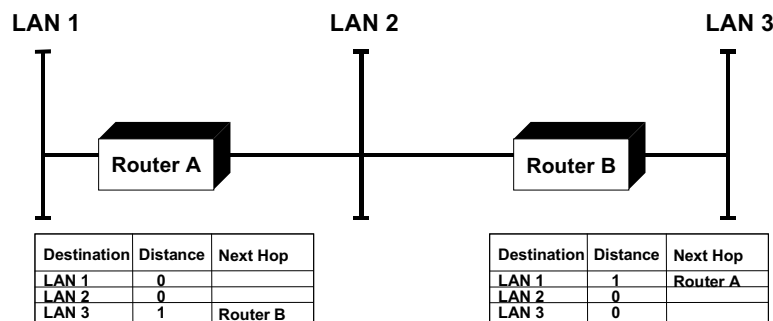 LAN 1 LAN 2 LAN 3
Router A Router B
Destination Distance Next Hop
LAN 1 0
LAN 2 0
LAN 3 1 Router B
Destination Distance Next Hop
LAN 1 1 Router A
LAN 2 0
LAN 3 0